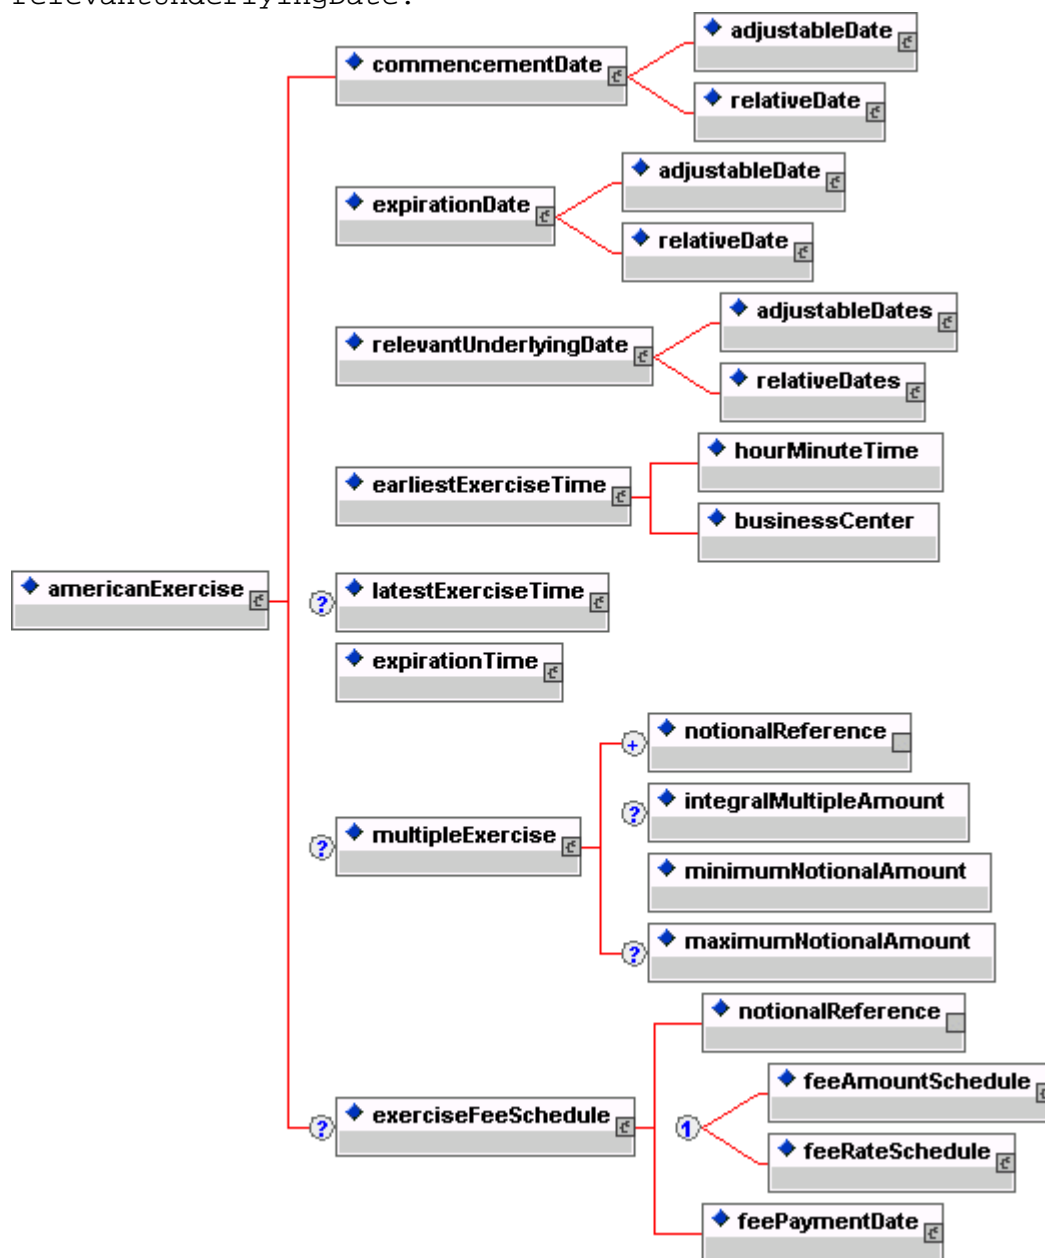 relevantUnderlyingDate.
commencementDate
adjustableDate
relativeDate
expirationDate
adjustableDate
relativeDate
relevantUnderlyingDate
adjustableDates
relativeDates
earliestExerciseTime
hourMinuteTime
businessCenter
americanExercise
? latestExerciseTime
expirationTime
? multipleExercise
+ notionalReference
? integralMultipleAmount
minimumNotionalAmount
? maximumNotionalAmount
? exerciseFeeSchedule
notionalReference
1
feeAmountSchedule
feeRateSchedule
feePaymentDate